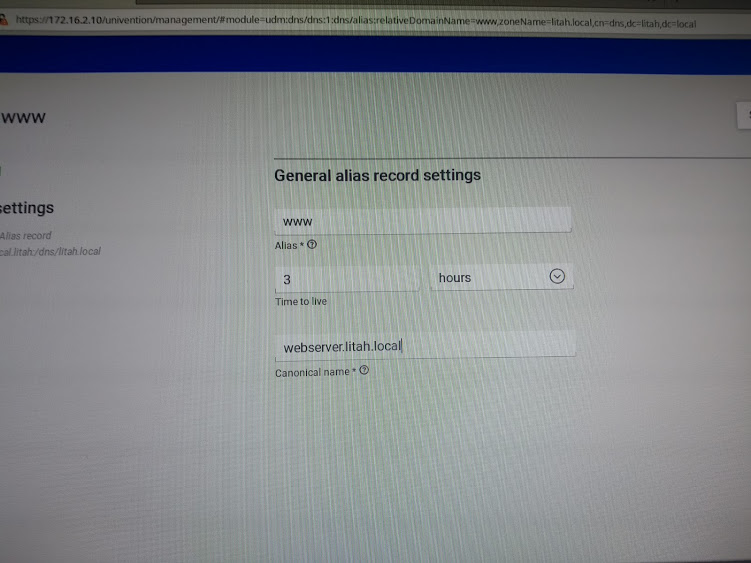 https://172.16.2.10/univention/management/#module=udm:dns/dns:1:dns/alias:relativeDomainName=www,zoneName=litah.local,cn=dns,dc=litah,dc=local
www
General alias record settings
settings
www
Alias record
Alias *
cal.litah:/dns/litah.local
3
hours
Time to live
webserver.litah.local
Canonical name *